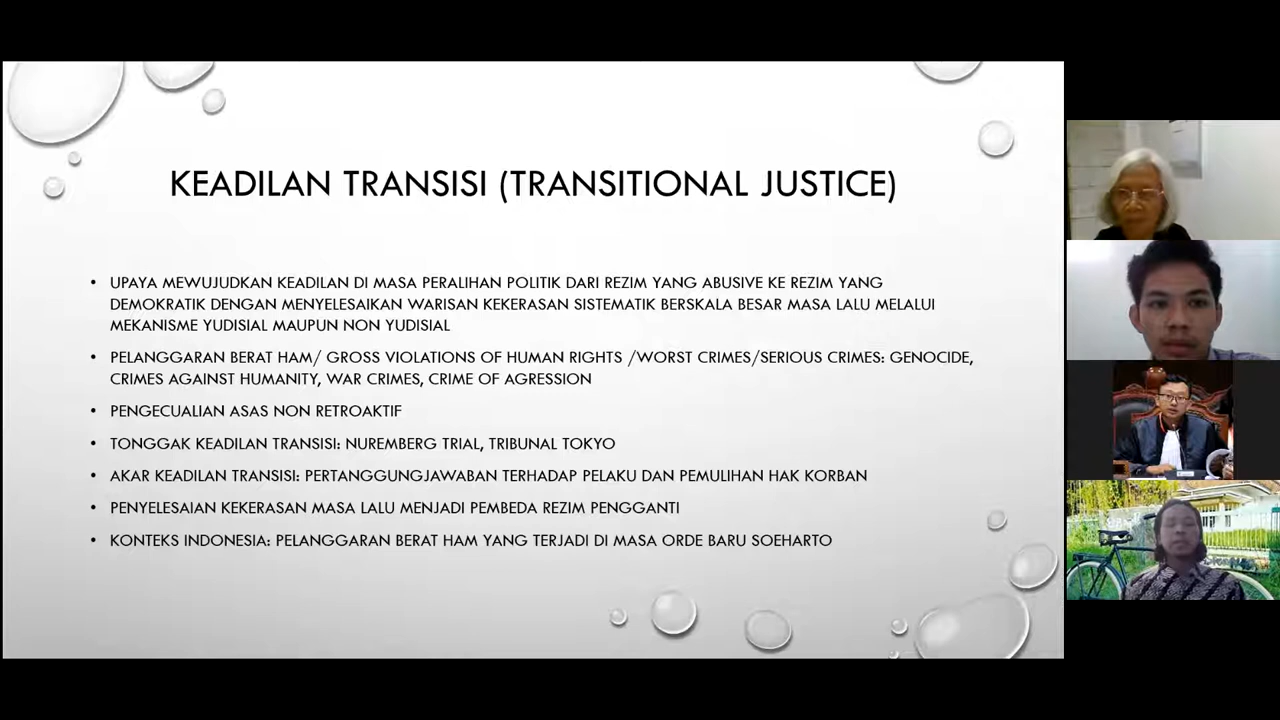 KEADILAN TRANSISI (TRANSITIONAL JUSTICE)
• UPAYA MEWUJUDKAN KEADILAN DI MASA PERALIHAN POLITIK DARI REZIM YANG ABUSIVE KE REZIM YANG
DEMOKRATIK DENGAN MENYELESAIKAN WARISAN KEKERASAN SISTEMATIK BERSKALA BESAR MASA LALU MELALUI
MEKANISME YUDISIAL MAUPUN NON YUDISIAL
• PELANGGARAN BERAT HAM/ GROSS VIOLATIONS OF HUMAN RIGHTS /WORST CRIMES/SERIOUS CRIMES: GENOCIDE,
CRIMES AGAINST HUMANITY, WAR CRIMES, CRIME OF AGRESSION
• PENGECUALIAN ASAS NON RETROAKTIF
• TONGGAK KEADILAN TRANSISI: NUREMBERG TRIAL, TRIBUNAL TOKYO
• AKAR KEADILAN TRANSISI: PERTANGGUNGJAWABAN TERHADAP PELAKU DAN PEMULIHAN HAK KORBAN
• PENYELESAIAN KEKERASAN MASA LALU MENJADI PEMBEDA REZIM PENGGANTI
• KONTEKS INDONESIA: PELANGGARAN BERAT HAM YANG TERJADI DI MASA ORDE BARU SOEHARTO